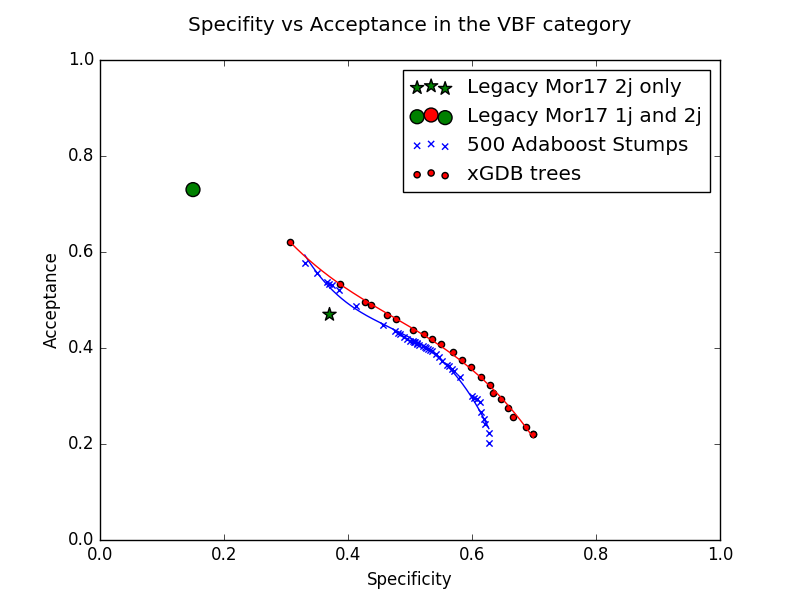 Specifity vs Acceptance in the VBF category
1.0
Legacy Mor17 2j only
Legacy Mor17 1j and 2j
500 Adaboost Stumps
xGDB trees
0.8
0.6
Acceptance
0.4
0.2
0.0
0.0 0.2 0.4 0.6 0.8 1.0
Specificity